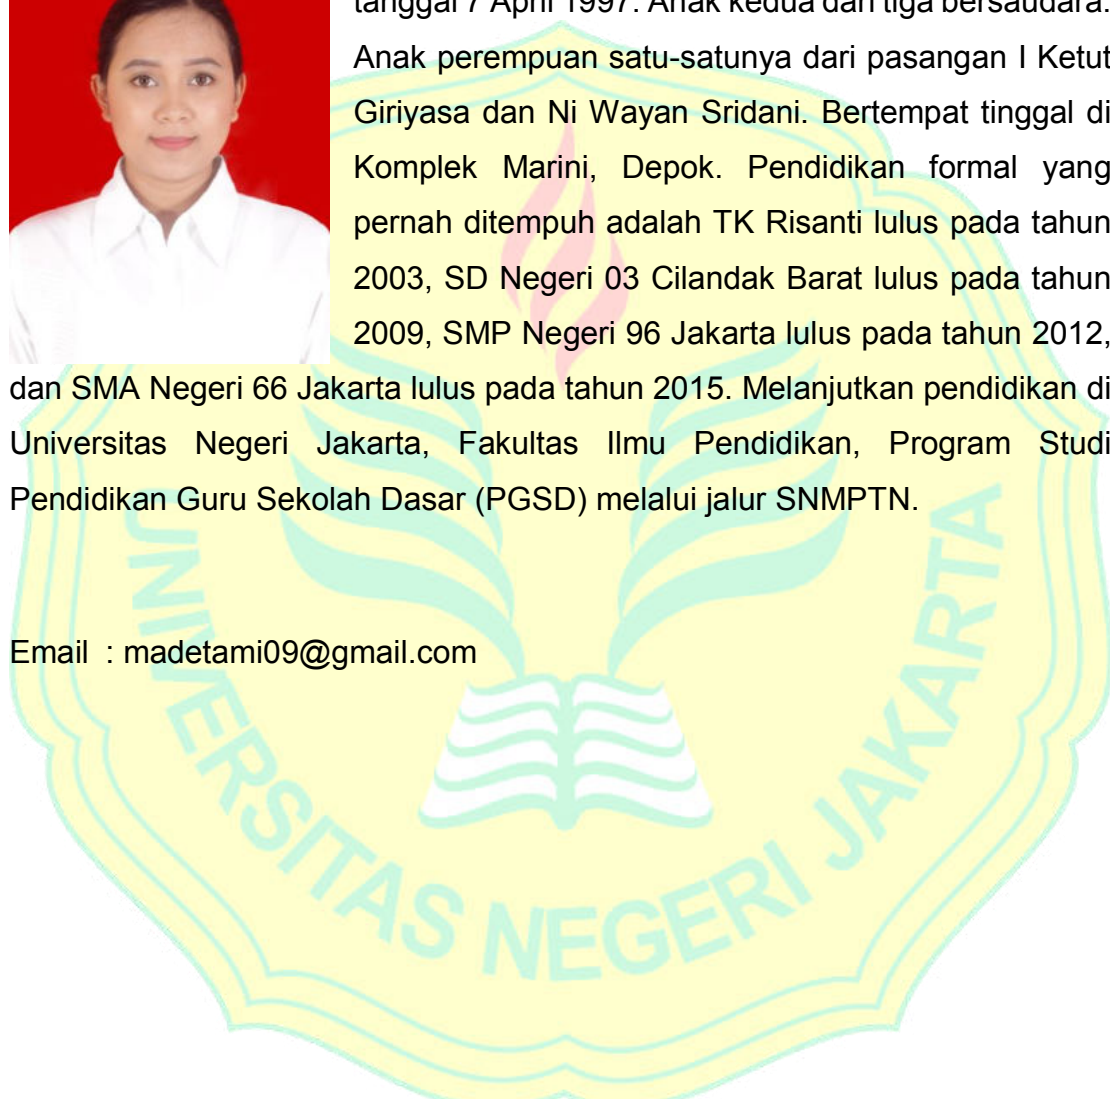 tanggal 7 April 1997. Anak kedua dari tiga bersaudara.
Anak perempuan satu-satunya dari pasangan I Ketut
Giriyasa dan Ni Wayan Sridani. Bertempat tinggal di
Komplek Marini, Depok. Pendidikan formal yang
pernah ditempuh adalah TK Risanti lulus pada tahun
2003, SD Negeri 03 Cilandak Barat lulus pada tahun
2009, SMP Negeri 96 Jakarta lulus pada tahun 2012,
dan SMA Negeri 66 Jakarta lulus pada tahun 2015. Melanjutkan pendidikan di
Universitas Negeri Jakarta, Fakultas Ilmu Pendidikan, Program Studi
Pendidikan Guru Sekolah Dasar (PGSD) melalui jalur SNMPTN.
Email : madetami09@gmail.com
UNIVERSITAS NEGERI JAKARTA